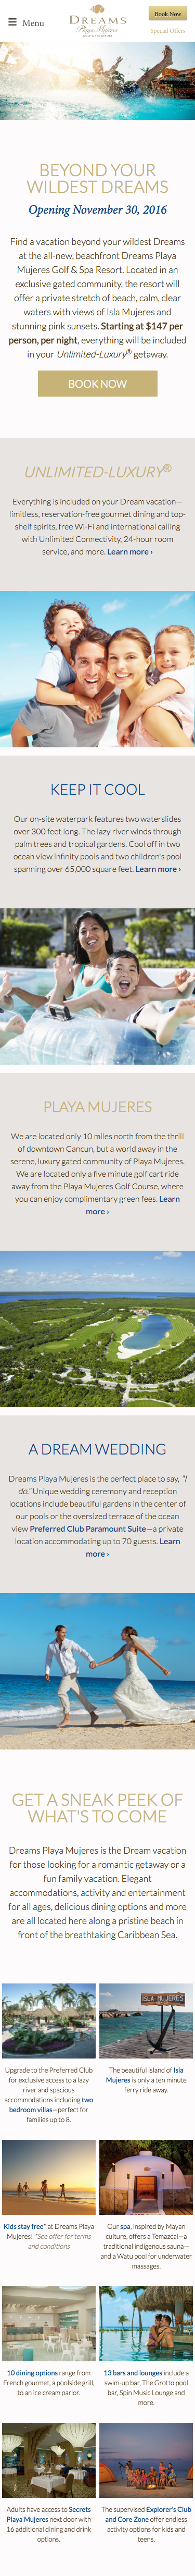 Menu
DREAMS
Playa Mujeres
GOLF & SPA RESORT
Book Now
Special Offers
BEYOND YOUR
WILDEST DREAMS
Opening November 30, 2016
Find a vacation beyond your wildest Dreams
at the all-new, beachfront Dreams Playa
Mujeres Golf & Spa Resort. Located in an
exclusive gated community, the resort will
offer a private stretch of beach, calm, clear
waters with views of Isla Mujeres and
stunning pink sunsets. Starting at $147 per
person, per night, everything will be included
in your Unlimited-Luxury® getaway.
BOOK NOW
UNLIMITED-LUXURY®
Everything is included on your Dream vacation—
limitless, reservation-free gourmet dining and top-
shelf spirits, free Wi-Fi and international calling
with Unlimited Connectivity, 24-hour room
service, and more. Learn more ›
KEEP IT COOL
Our on-site waterpark features two waterslides
over 300 feet long. The lazy river winds through
palm trees and tropical gardens. Cool off in two
ocean view infinity pools and two children's pool
spanning over 65,000 square feet. Learn more ›
PLAYA MUJERES
We are located only 10 miles north from the thrill
of downtown Cancun, but a world away in the
serene, luxury gated community of Playa Mujeres.
We are located only a five minute golf cart ride
away from the Playa Mujeres Golf Course, where
you can enjoy complimentary green fees. Learn
more ›
A DREAM WEDDING
Dreams Playa Mujeres is the perfect place to say, "I
do." Unique wedding ceremony and reception
locations include beautiful gardens in the center of
our pools or the oversized terrace of the ocean
view Preferred Club Paramount Suite—a private
location accommodating up to 70 guests. Learn
more ›
GET A SNEAK PEEK OF
WHAT'S TO COME
Dreams Playa Mujeres is the Dream vacation
for those looking for a romantic getaway or a
fun family vacation. Elegant
accommodations, activity and entertainment
for all ages, delicious dining options and more
are all located here along a pristine beach in
front of the breathtaking Caribbean Sea.
ISLA MUJERES
Upgrade to the Preferred Club
for exclusive access to a lazy
river and spacious
accommodations including two
bedroom villas—perfect for
families up to 8.
The beautiful island of Isla
Mujeres is only a ten minute
ferry ride away.
Kids stay free* at Dreams Playa
Mujeres! *See offer for terms
and conditions
Our spa, inspired by Mayan
culture, offers a Temazcal—a
traditional indigenous sauna—
and a Watsu pool for underwater
massages.
10 dining options range from
French gourmet, a poolside grill,
to an ice cream parlor.
13 bars and lounges include a
swim-up bar, The Grotto pool
bar, Spin Music Lounge and
more.
Adults have access to Secrets
Playa Mujeres next door with
16 additional dining and drink
options.
The supervised Explorer's Club
and Core Zone offer endless
activity options for kids and
teens.